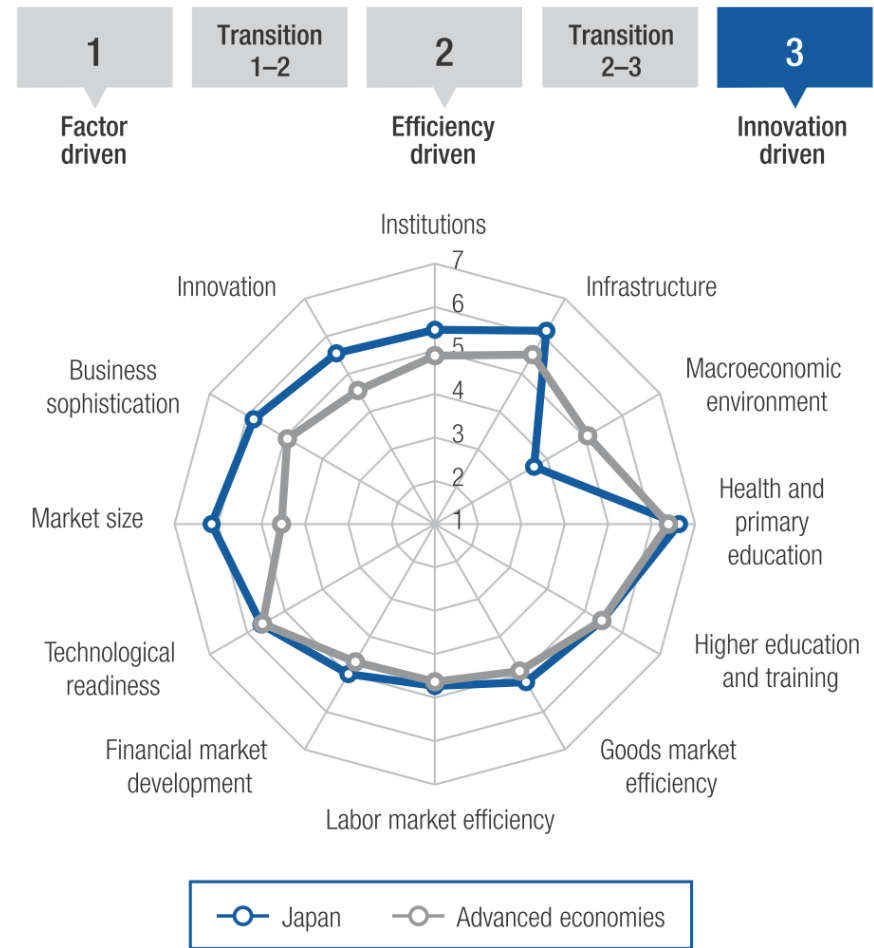 1
Transition
1–2
2
Transition
2–3
3
Factor
driven
Efficiency
driven
Innovation
driven
Institutions
7
Innovation
6
Infrastructure
5
Business
sophistication
4
Macroeconomic
environment
3
2
Market size
1
Health and
primary
education
Technological
readiness
Higher education
and training
Financial market
development
Goods market
efficiency
Labor market efficiency
Japan
Advanced economies